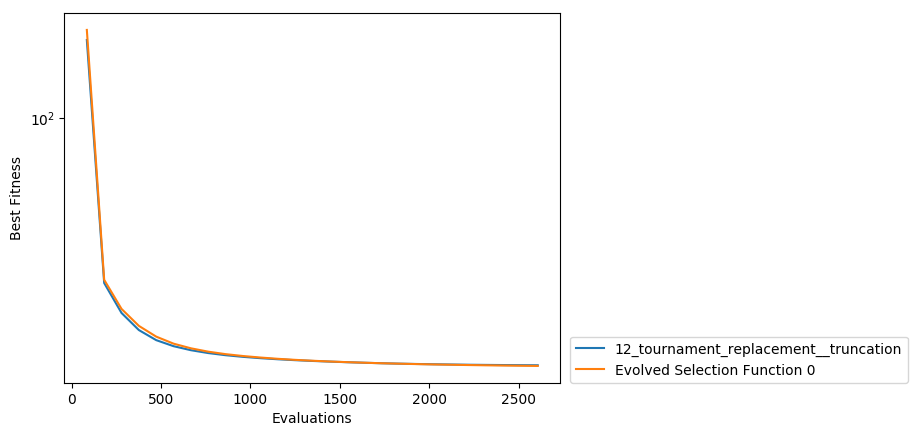 10²
Best Fitness
0 500 1000 1500 2000 2500
Evaluations
12_tournament_replacement__truncation
Evolved Selection Function 0